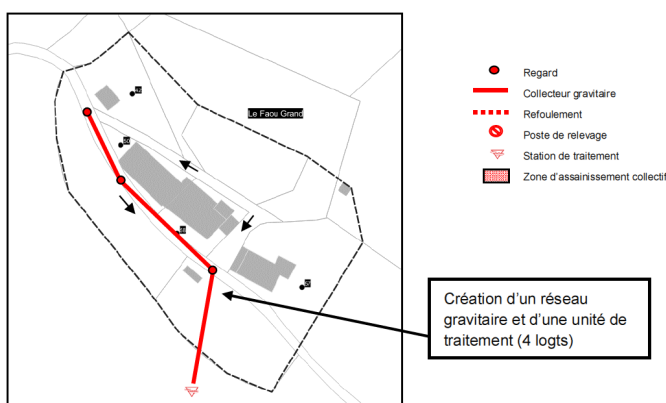 Le Faou Grand
Regard
Collecteur gravitaire
Refoulement
Poste de relevage
Station de traitement
Zone d'assainissement collectif
Création d'un réseau
gravitaire et d'une unité de
traitement (4 logts)